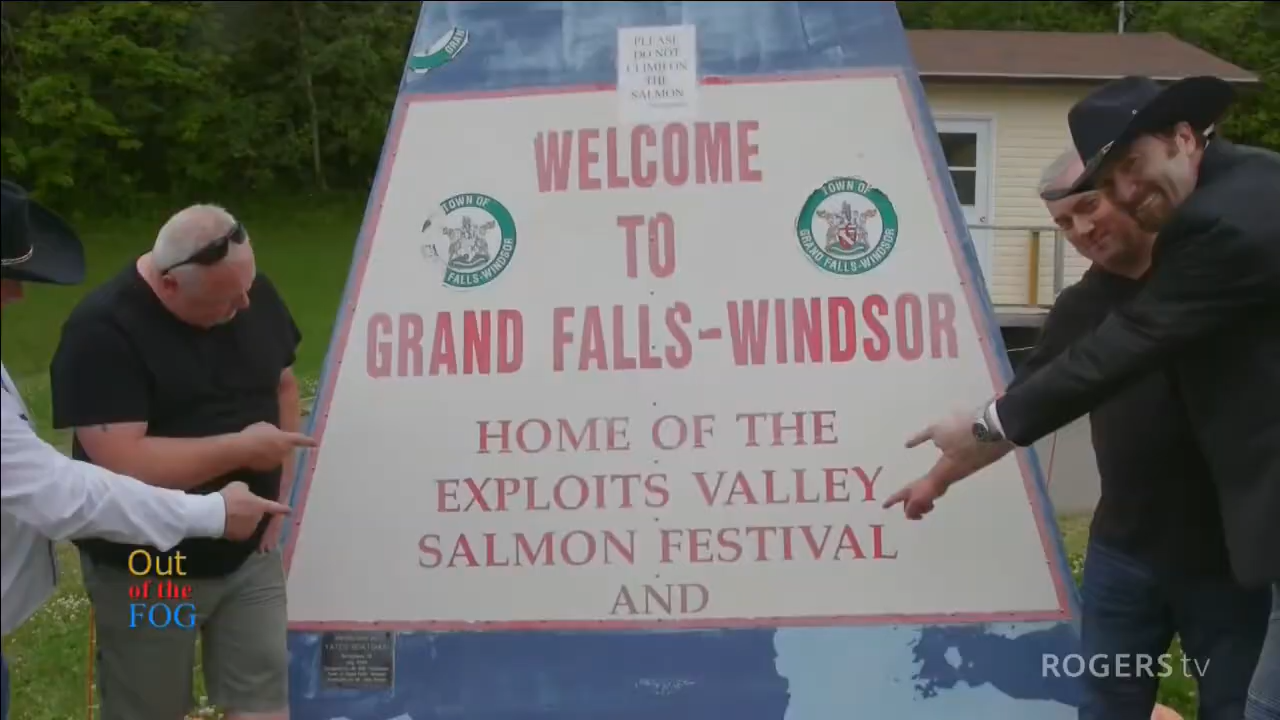 PLEASE
DO NOT
CLIMB ON
THE
SALMON
WELCOME
TO
GRAND FALLS-WINDSOR
HOME OF THE
EXPLOITS VALLEY
SALMON FESTIVAL
AND
GRAN
TOWN OF
FALLS-WINDSOR
TOWN OF
GRAND FALLS-WINDSOR
Out
of the
FOG
ROGERS tv